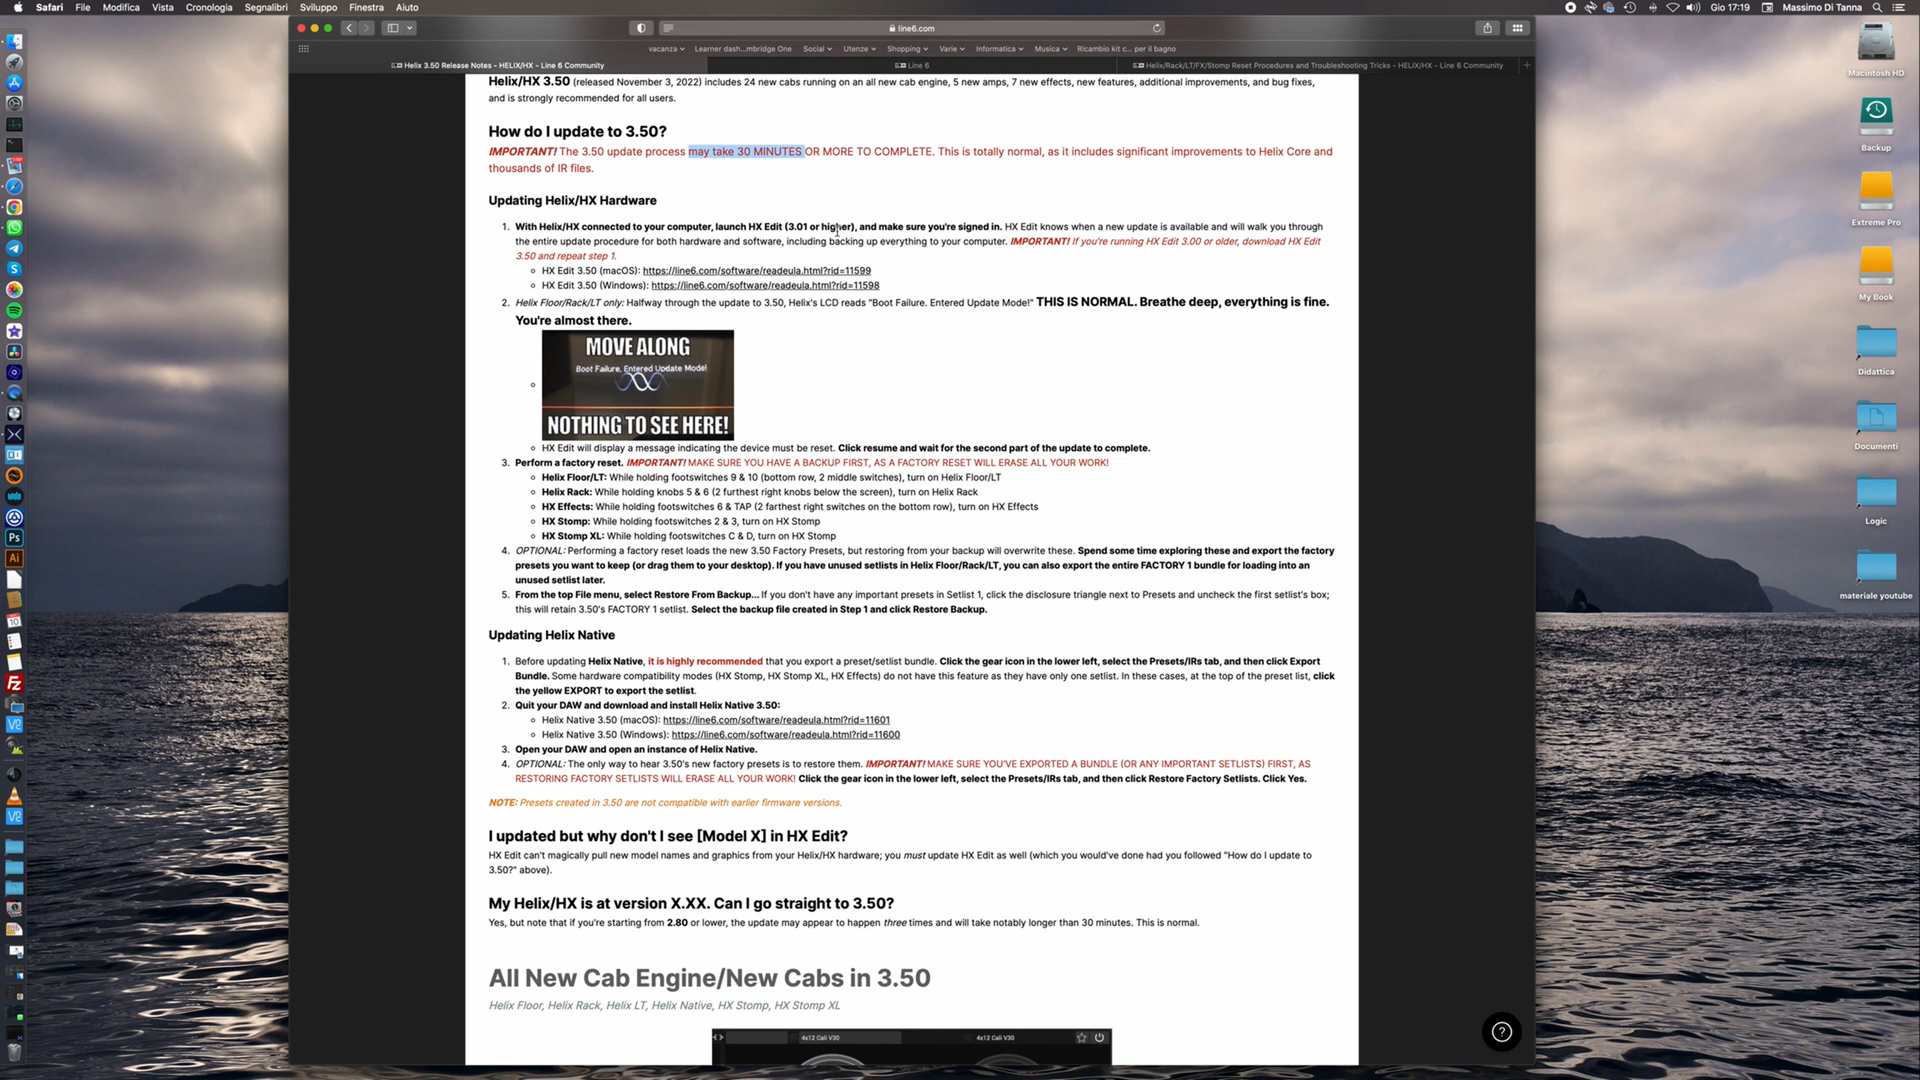 Safari File Modifica Vista Cronologia Segnalibri Sviluppo Finestra Aiuto
Gio 17:19 Massimo Di Tanna
line6.com
vacanza Learner dash...mbridge One Social Utenze Shopping Varie Informatica Musica Ricambio kit c... per il bagno
Helix 3.50 Release Notes - HELIX/HX - Line 6 Community
Line 6
Helix/Rack/LT/FX/Stomp Reset Procedures and Troubleshooting Tricks - HELIX/HX - Line 6 Community
Helix/HX 3.50 (released November 3, 2022) includes 24 new cabs running on an all new cab engine, 5 new amps, 7 new effects, new features, additional improvements, and bug fixes,
and is strongly recommended for all users.
How do I update to 3.50?
IMPORTANT! The 3.50 update process may take 30 MINUTES OR MORE TO COMPLETE. This is totally normal, as it includes significant improvements to Helix Core and
thousands of IR files.
Updating Helix/HX Hardware
1. With Helix/HX connected to your computer, launch HX Edit (3.01 or higher), and make sure you're signed in. HX Edit knows when a new update is available and will walk you through
the entire update procedure for both hardware and software, including backing up everything to your computer. IMPORTANT! If you're running HX Edit 3.00 or older, download HX Edit
3.50 and repeat step 1.
HX Edit 3.50 (macOS): https://line6.com/software/readeula.html?rid=11599
HX Edit 3.50 (Windows): https://line6.com/software/readeula.html?rid=11598
2. Helix Floor/Rack/LT only: Halfway through the update to 3.50, Helix's LCD reads "Boot Failure. Entered Update Mode!" THIS IS NORMAL. Breathe deep, everything is fine.
You're almost there.
MOVE ALONG
Boot Failure, Entered Update Mode!
NOTHING TO SEE HERE!
HX Edit will display a message indicating the device must be reset. Click resume and wait for the second part of the update to complete.
3. Perform a factory reset. IMPORTANT! MAKE SURE YOU HAVE A BACKUP FIRST, AS A FACTORY RESET WILL ERASE ALL YOUR WORK!
Helix Floor/LT: While holding footswitches 9 & 10 (bottom row, 2 middle switches), turn on Helix Floor/LT
Helix Rack: While holding knobs 5 & 6 (2 furthest right knobs below the screen), turn on Helix Rack
HX Effects: While holding footswitches 6 & TAP (2 farthest right switches on the bottom row), turn on HX Effects
HX Stomp: While holding footswitches 2 & 3, turn on HX Stomp
HX Stomp XL: While holding footswitches C & D, turn on HX Stomp
4. OPTIONAL: Performing a factory reset loads the new 3.50 Factory Presets, but restoring from your backup will overwrite these. Spend some time exploring these and export the factory
presets you want to keep (or drag them to your desktop). If you have unused setlists in Helix Floor/Rack/LT, you can also export the entire FACTORY 1 bundle for loading into an
unused setlist later.
5. From the top File menu, select Restore From Backup... If you don't have any important presets in Setlist 1, click the disclosure triangle next to Presets and uncheck the first setlist's box;
this will retain 3.50's FACTORY 1 setlist. Select the backup file created in Step 1 and click Restore Backup.
Updating Helix Native
1. Before updating Helix Native, it is highly recommended that you export a preset/setlist bundle. Click the gear icon in the lower left, select the Presets/IRs tab, and then click Export
Bundle. Some hardware compatibility modes (HX Stomp, HX Stomp XL, HX Effects) do not have this feature as they have only one setlist. In these cases, at the top of the preset list, click
the yellow EXPORT to export the setlist.
2. Quit your DAW and download and install Helix Native 3.50:
Helix Native 3.50 (macOS): https://line6.com/software/readeula.html?rid=11601
Helix Native 3.50 (Windows): https://line6.com/software/readeula.html?rid=11600
3. Open your DAW and open an instance of Helix Native.
4. OPTIONAL: The only way to hear 3.50's new factory presets is to restore them. IMPORTANT! MAKE SURE YOU'VE EXPORTED A BUNDLE (OR ANY IMPORTANT SETLISTS) FIRST, AS
RESTORING FACTORY SETLISTS WILL ERASE ALL YOUR WORK! Click the gear icon in the lower left, select the Presets/IRs tab, and then click Restore Factory Setlists. Click Yes.
NOTE: Presets created in 3.50 are not compatible with earlier firmware versions.
I updated but why don't I see [Model X] in HX Edit?
HX Edit can't magically pull new model names and graphics from your Helix/HX hardware; you must update HX Edit as well (which you would've done had you followed "How do I update to
3.50?" above).
My Helix/HX is at version X.XX. Can I go straight to 3.50?
Yes, but note that if you're starting from 2.80 or lower, the update may appear to happen three times and will take notably longer than 30 minutes. This is normal.
All New Cab Engine/New Cabs in 3.50
Helix Floor, Helix Rack, Helix LT, Helix Native, HX Stomp, HX Stomp XL
4x12 Cali V30 4x12 Cali V30
?
Macintosh HD
Backup
Extreme Pro
My Book
Didattica
Documenti
Logic
materiale youtube
Ps
Ai
Fz